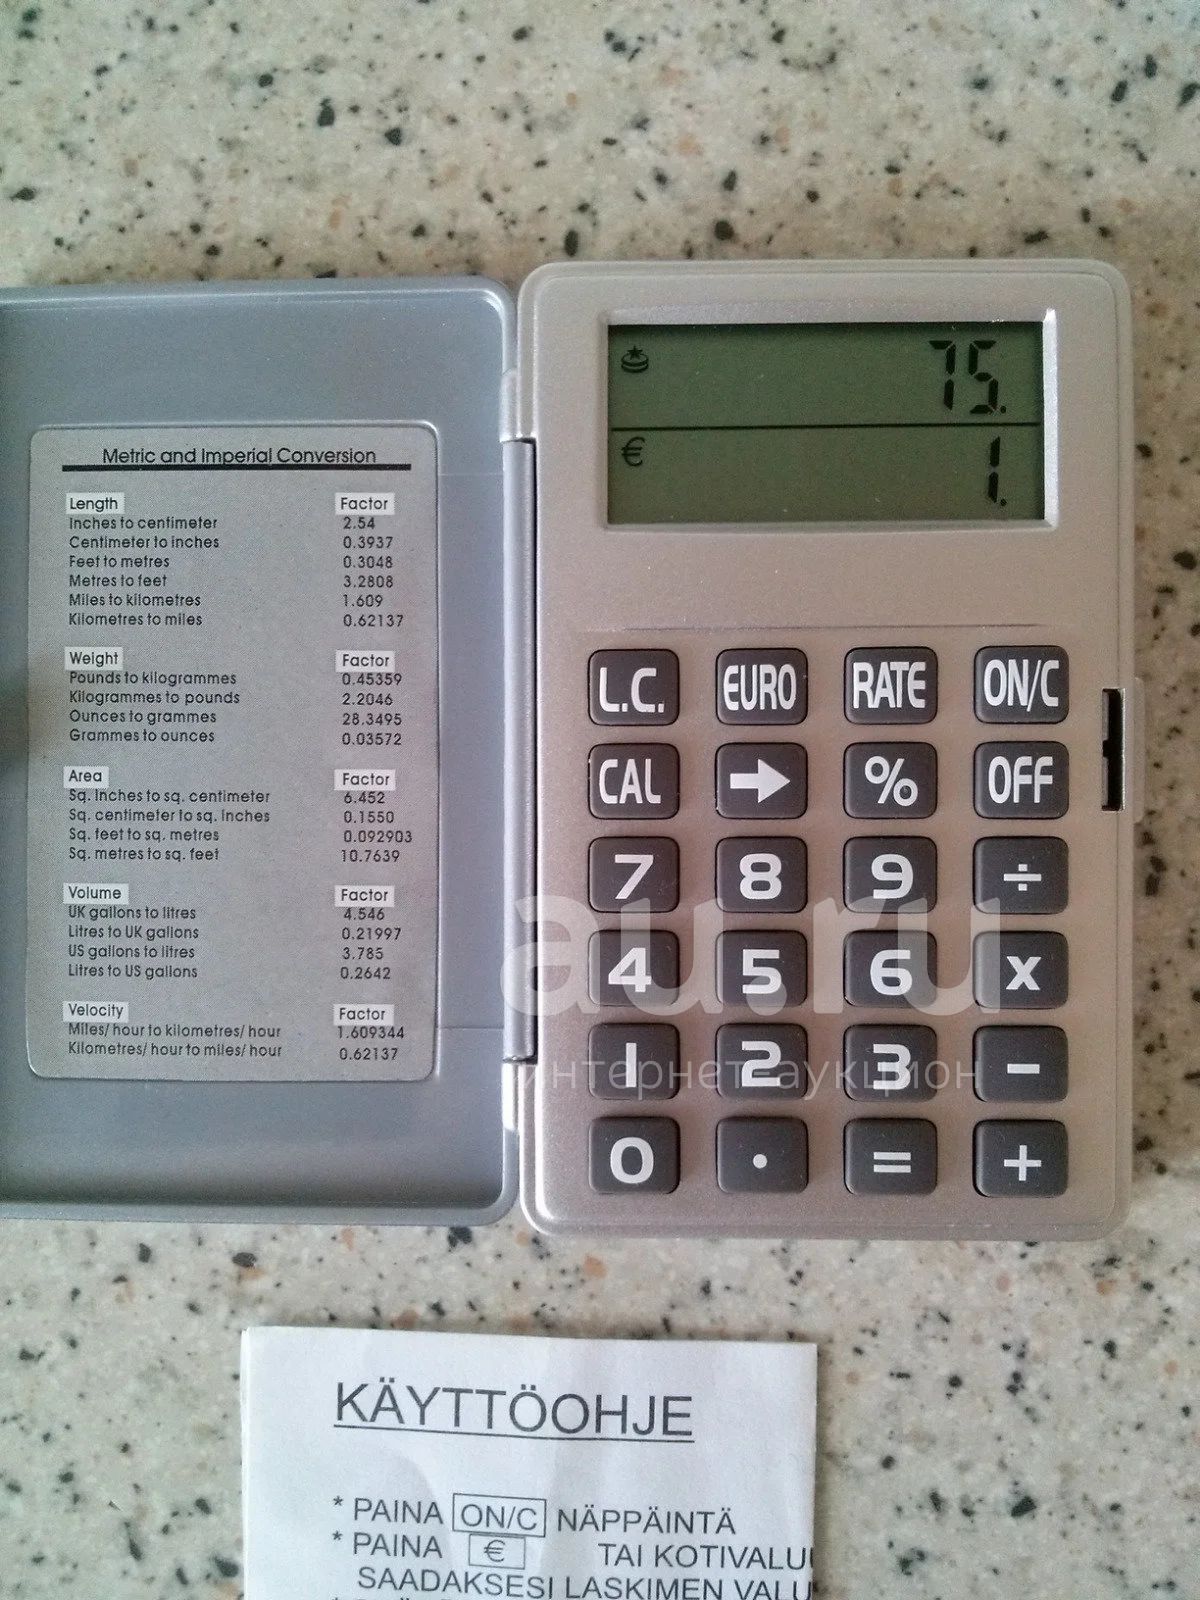 Metric and Imperial Conversion
Length Factor
Inches to centimeter 2.54
Centimeter to inches 0.3937
Feet to metres 0.3048
Metres to feet 3.2808
Miles to kilometres 1.609
Kilometres to miles 0.62137
Weight Factor
Pounds to kilogrammes 0.45359
Kilogrammes to pounds 2.2046
Ounces to grammes 28.3495
Grammes to ounces 0.03572
Area Factor
Sq. inches to sq. centimeter 6.452
Sq. centimeter to sq. inches 0.1550
Sq. feet to sq. metres 0.092903
Sq. metres to sq. feet 10.7639
Volume Factor
UK gallons to litres 4.546
Litres to UK gallons 0.21997
US gallons to litres 3.785
Litres to US gallons 0.2642
Velocity Factor
Miles/ hour to kilometres/ hour 1.609344
Kilometres/ hour to miles/ hour 0.62137
75.
€ 1.
L.C. EURO RATE ON/C
CAL → % OFF
7 8 9 ÷
4 5 6 x
1 2 3 −
0 . = +
au.ru
интернет-аукцион
KÄYTTÖOHJE
* PAINA ON/C NÄPPÄINTÄ
* PAINA € TAI KOTIVALU
SAADAKSESI LASKIMEN VALU